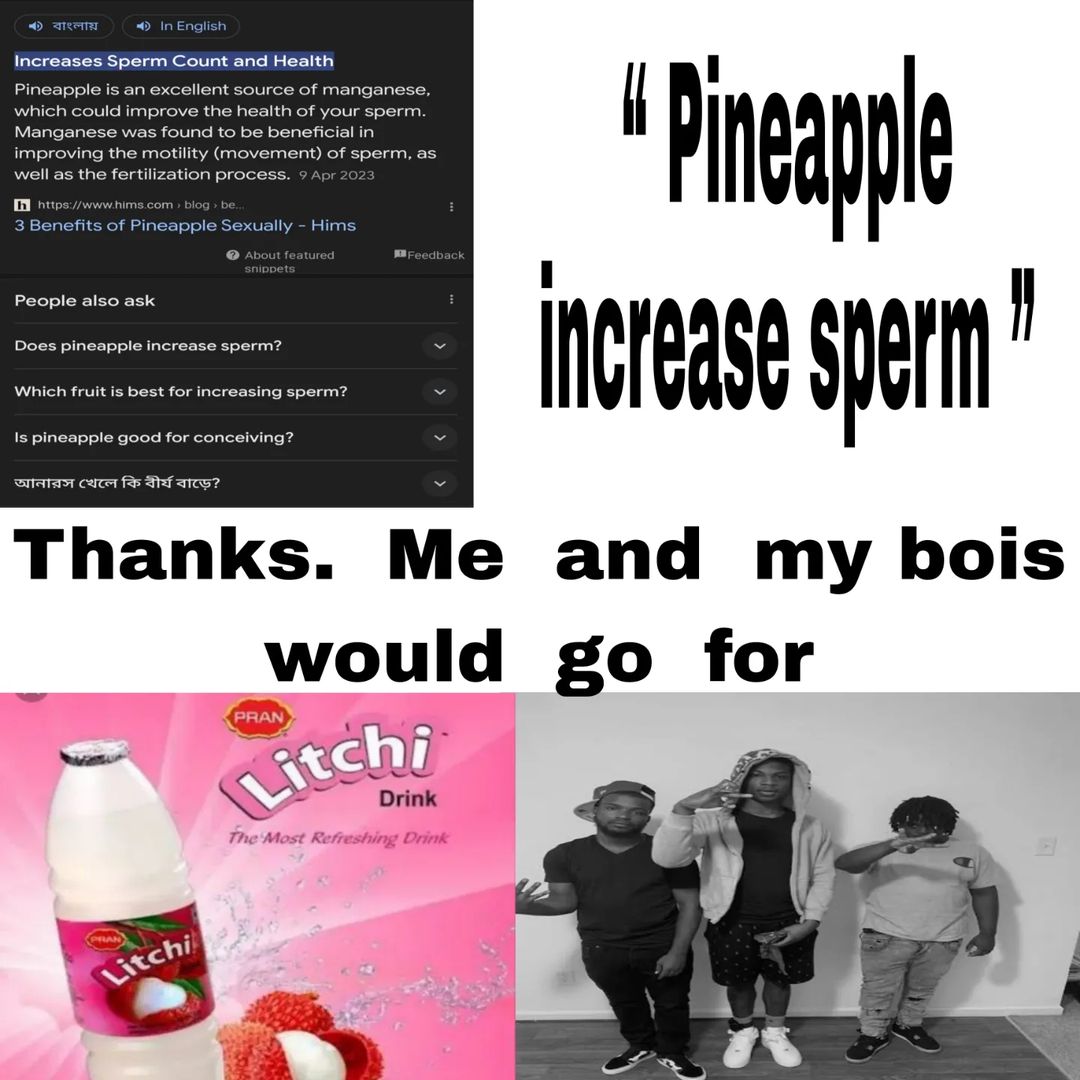 বাংলায় In English
Increases Sperm Count and Health
Pineapple is an excellent source of manganese,
which could improve the health of your sperm.
Manganese was found to be beneficial in
improving the motility (movement) of sperm, as
well as the fertilization process. 9 Apr 2023
h https://www.hims.com › blog › be...
3 Benefits of Pineapple Sexually - Hims
About featured
snippets
Feedback
People also ask
Does pineapple increase sperm?
Which fruit is best for increasing sperm?
Is pineapple good for conceiving?
আনারস খেলে কি বীর্য বাড়ে?
“ Pineapple
increase sperm ”
Thanks. Me and my bois
would go for
PRAN
Litchi
Drink
The Most Refreshing Drink
PRAN
Litchi